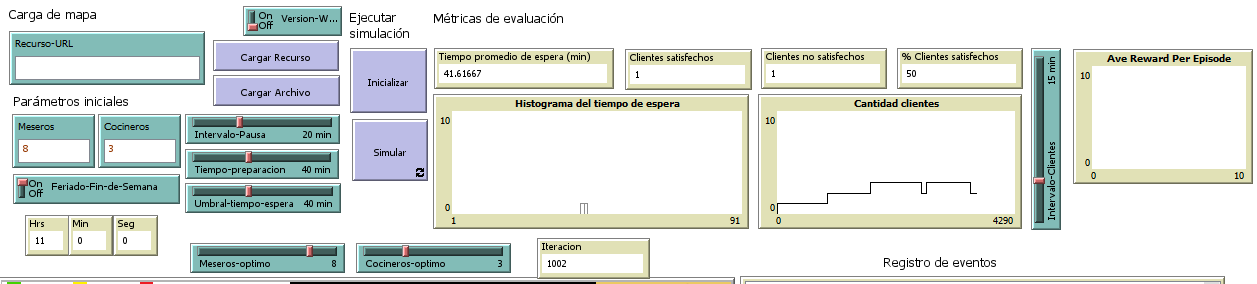 Carga de mapa
On
Off
Version-W...
Ejecutar
simulación
Métricas de evaluación
Recurso-URL
Cargar Recurso
Cargar Archivo
Inicializar
Simular
Tiempo promedio de espera (min)
41.61667
Clientes satisfechos
1
Clientes no satisfechos
1
% Clientes satisfechos
50
Intervalo-Clientes
15 min
Ave Reward Per Episode
10
0
0
10
Parámetros iniciales
Meseros
8
Cocineros
3
Intervalo-Pausa
20 min
Tiempo-preparacion
40 min
Umbral-tiempo-espera
40 min
On
Off
Feriado-Fin-de-Semana
Histograma del tiempo de espera
10
0
1
91
Cantidad clientes
10
0
0
4290
Hrs
11
Min
0
Seg
0
Meseros-optimo
8
Cocineros-optimo
3
Iteracion
1002
Registro de eventos